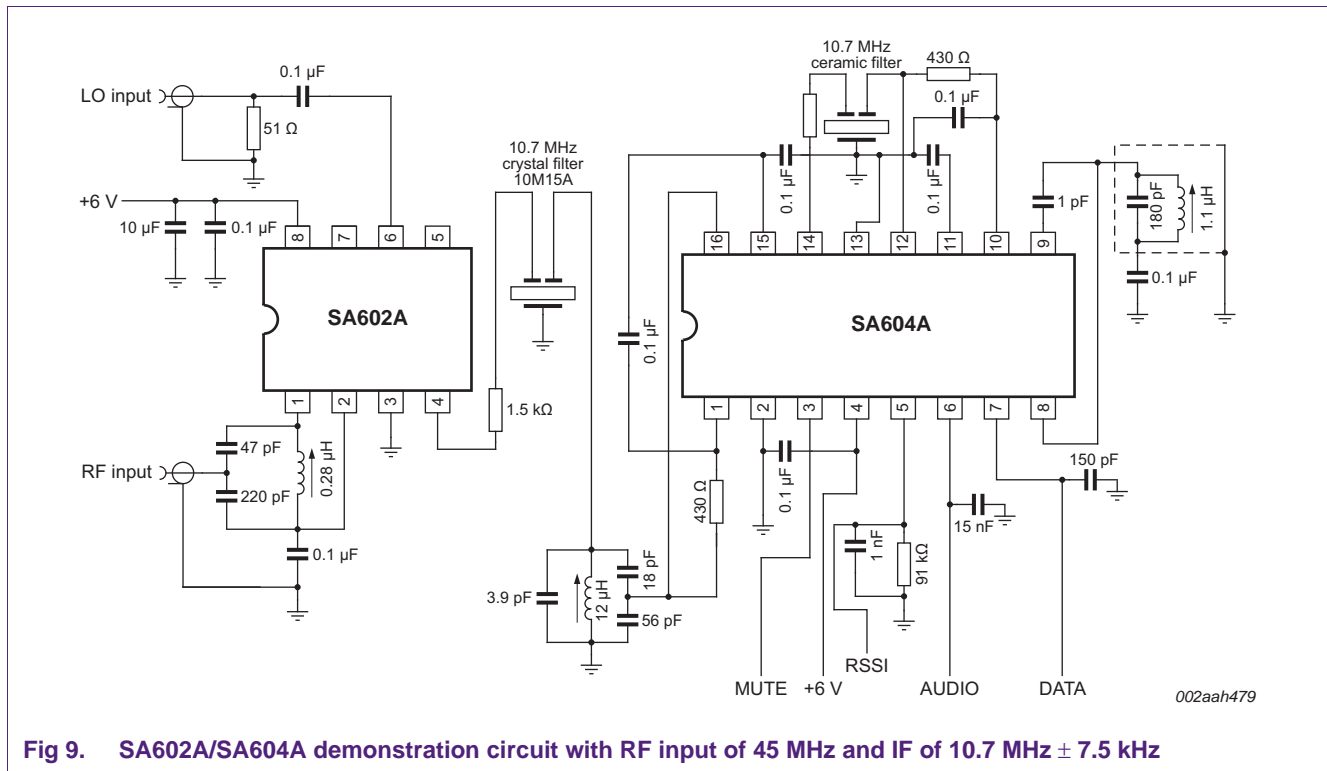 LO input
0.1 µF
51 Ω
+6 V
10 µF
0.1 µF
8
7
6
5
SA602A
1
2
3
4
47 pF
RF input
220 pF
0.28 µH
0.1 µF
1.5 kΩ
10.7 MHz
crystal filter
10M15A
10.7 MHz
ceramic filter
430 Ω
0.1 µF
0.1 µF
0.1 µF
0.1 µF
16
15
14
13
12
11
10
9
SA604A
1
2
3
4
5
6
7
8
1 pF
180 pF
1.1 µH
0.1 µF
430 Ω
0.1 µF
3.9 pF
12 µH
18 pF
56 pF
1 nF
91 kΩ
15 nF
150 pF
MUTE
+6 V
RSSI
AUDIO
DATA
002aah479
Fig 9. SA602A/SA604A demonstration circuit with RF input of 45 MHz and IF of 10.7 MHz ± 7.5 kHz